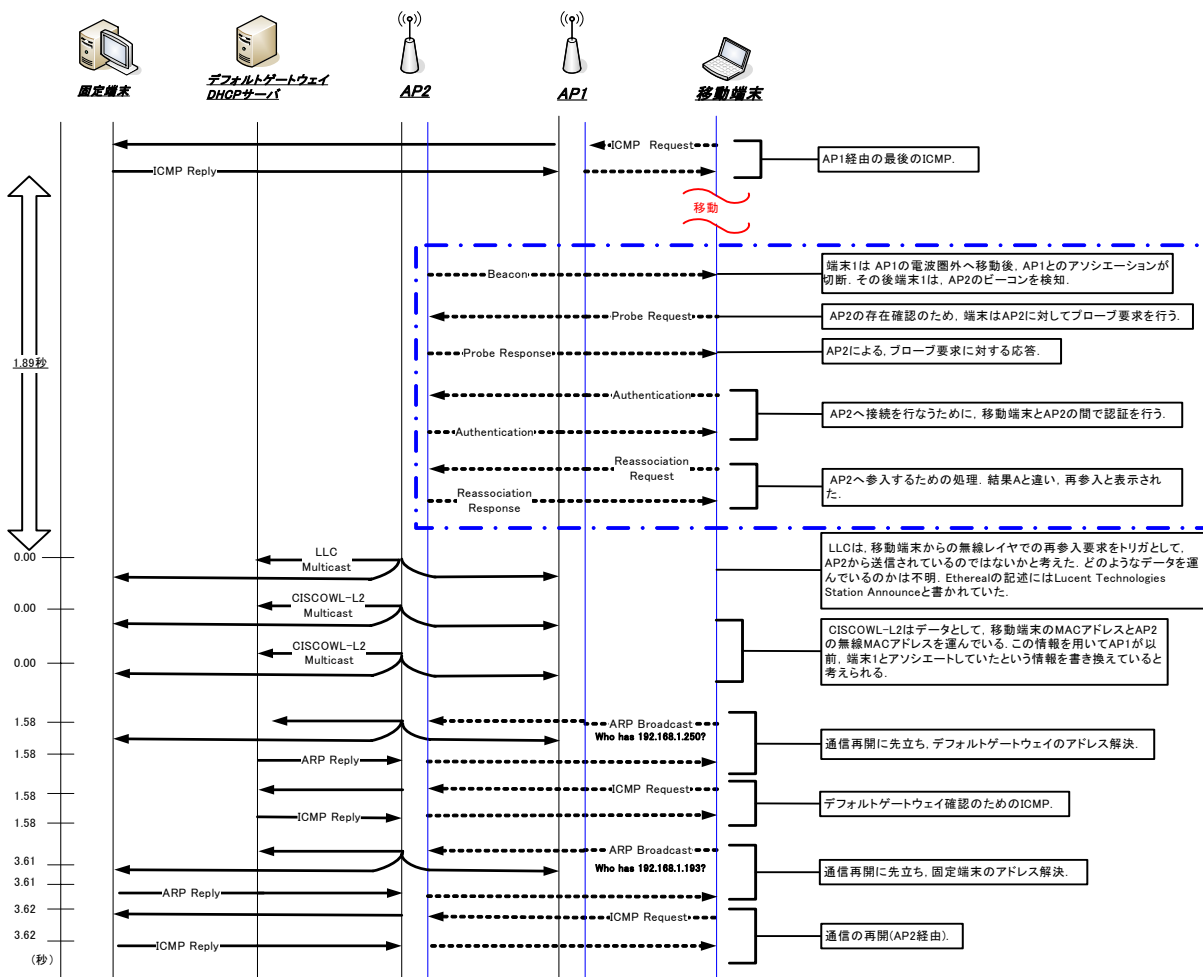 固定端末
デフォルトゲートウェイ
DHCPサーバ
AP2
AP1
移動端末
ICMP Request
AP1経由の最後のICMP.
ICMP Reply
移動
Beacon
端末1は AP1の電波圏外へ移動後, AP1とのアソシエーションが
切断. その後端末1は, AP2のビーコンを検知.
Probe Request
AP2の存在確認のため, 端末はAP2に対してプローブ要求を行う.
1.89秒
Probe Response
AP2による, プローブ要求に対する応答.
Authentication
AP2へ接続を行なうために, 移動端末とAP2の間で認証を行う.
Authentication
Reassociation
Request
AP2へ参入するための処理. 結果Aと違い, 再参入と表示され
た.
Reassociation
Response
0.00
LLC
Multicast
LLCは, 移動端末からの無線レイヤでの再参入要求をトリガとして,
AP2から送信されているのではないかと考えた. どのようなデータを運
んでいるのかは不明. Etherealの記述にはLucent Technologies
Station Announceと書かれていた.
0.00
CISCOWL-L2
Multicast
CISCOWL-L2はデータとして, 移動端末のMACアドレスとAP2
の無線MACアドレスを運んでいる. この情報を用いてAP1が以
前, 端末1とアソシエートしていたという情報を書き換えていると
考えられる.
0.00
CISCOWL-L2
Multicast
1.58
ARP Broadcast
Who has 192.168.1.250?
通信再開に先立ち, デフォルトゲートウェイのアドレス解決.
1.58
ARP Reply
1.58
ICMP Request
デフォルトゲートウェイ確認のためのICMP.
1.58
ICMP Reply
3.61
ARP Broadcast
Who has 192.168.1.193?
通信再開に先立ち, 固定端末のアドレス解決.
3.61
ARP Reply
3.62
ICMP Request
通信の再開(AP2経由).
3.62
ICMP Reply
(秒)